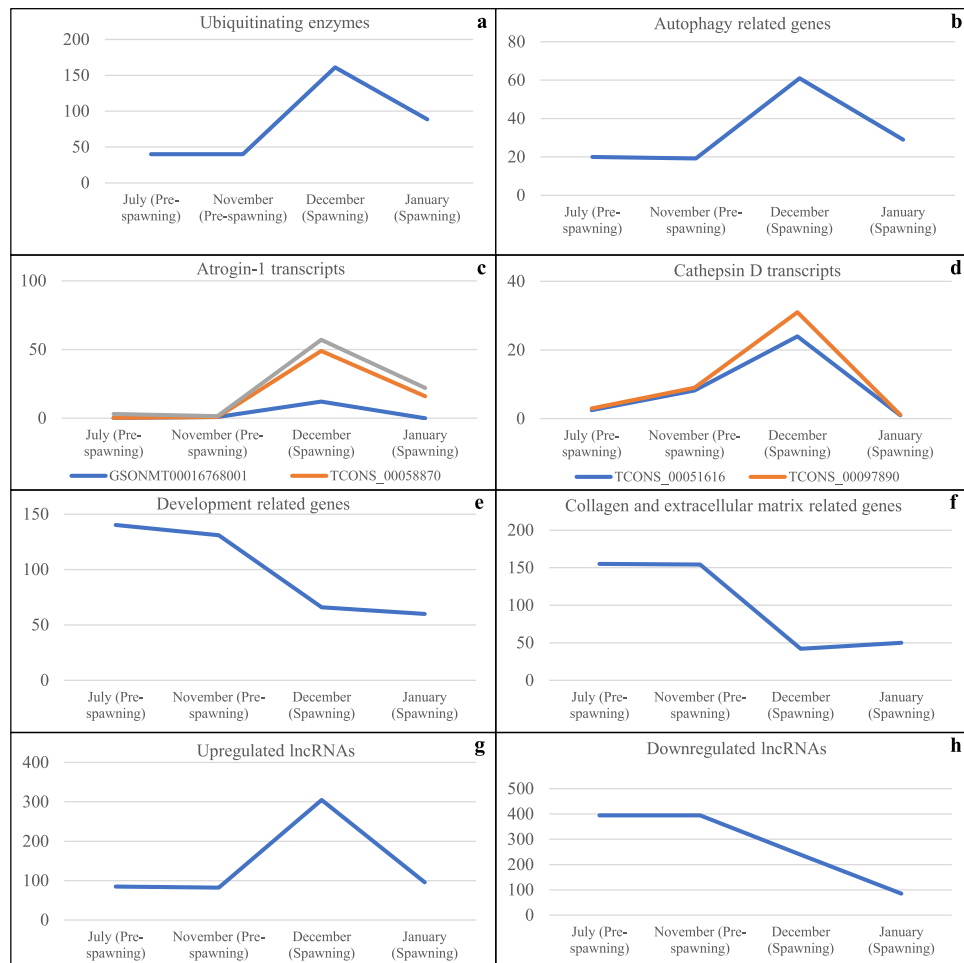 Ubiquitinating enzymes
a
200
150
100
50
0
July (Pre-
spawning)
November
(Pre-spawning)
December
(Spawning)
January
(Spawning)
Autophagy related genes
b
80
60
40
20
0
July (Pre-
spawning)
November (Pre-
spawning)
December
(Spawning)
January
(Spawning)
Atrogin-1 transcripts
c
100
50
0
July (Pre-
spawning)
November (Pre-
spawning)
December
(Spawning)
January
(Spawning)
GSONMT00016768001
TCONS_00058870
Cathepsin D transcripts
d
40
20
0
July (Pre-
spawning)
November (Pre-
spawning)
December
(Spawning)
January
(Spawning)
TCONS_00051616
TCONS_00097890
Development related genes
e
150
100
50
0
July (Pre-
spawning)
November (Pre-
spawning)
December
(Spawning)
January
(Spawning)
Collagen and extracellular matrix related genes
f
200
150
100
50
0
July (Pre-
spawning)
November (Pre-
spawning)
December
(Spawning)
January
(Spawning)
Upregulated lncRNAs
g
400
300
200
100
0
July (Pre-
spawning)
November (Pre-
spawning)
December
(Spawning)
January
(Spawning)
Downregulated lncRNAs
h
500
400
300
200
100
0
July (Pre-
spawning)
November (Pre-
spawning)
December
(Spawning)
January
(Spawning)